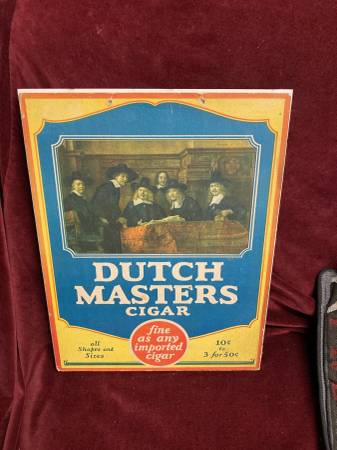 DUTCH
MASTERS
CIGAR
fine
as any
imported
cigar
all
Shapes and
Sizes
10¢
to
3 for 50¢